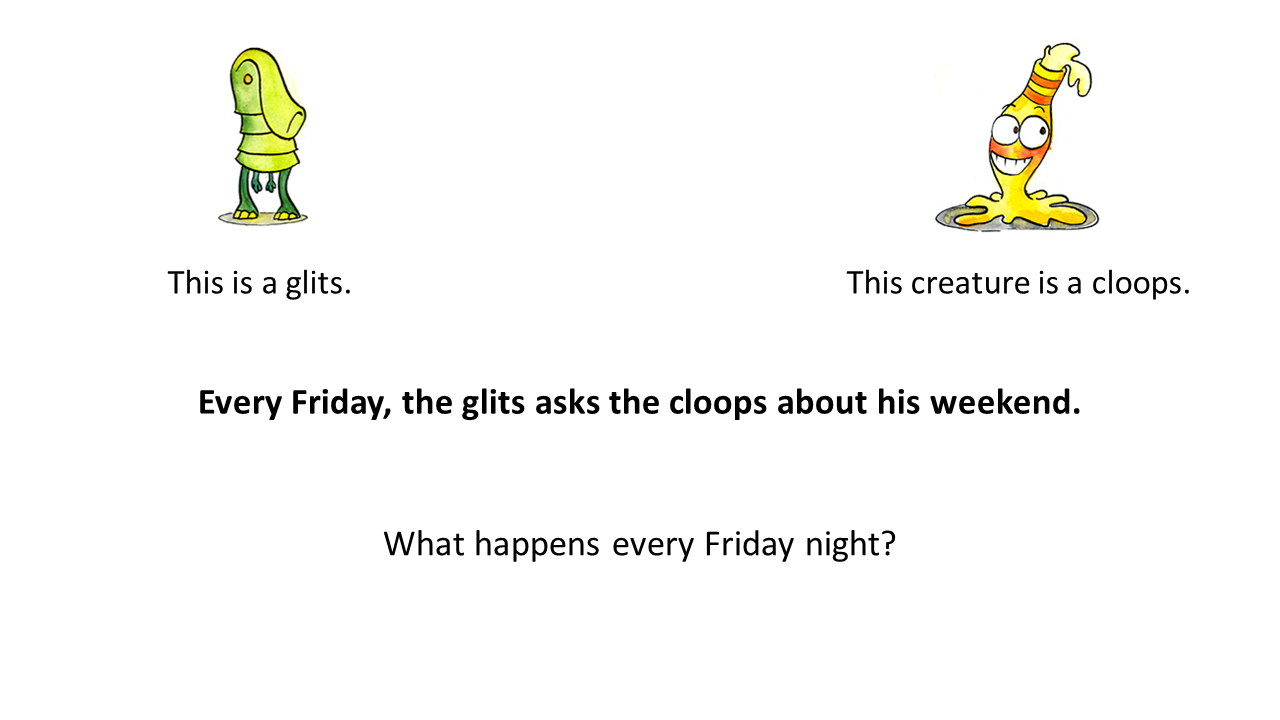 This is a glits.
This creature is a cloops.
Every Friday, the glits asks the cloops about his weekend.
What happens every Friday night?